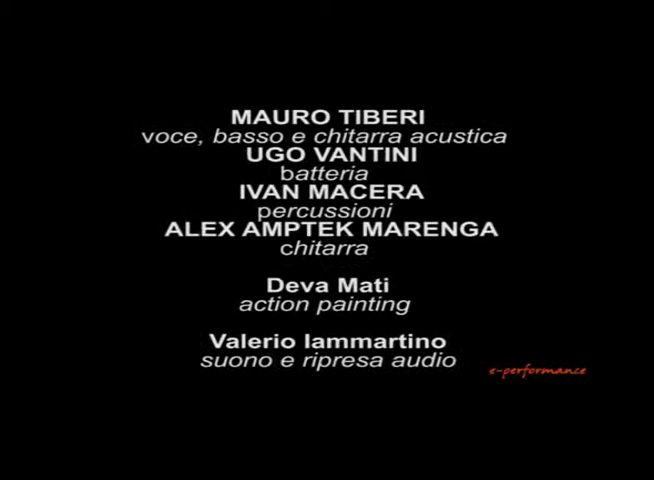 MAURO TIBERI
voce, basso e chitarra acustica
UGO VANTINI
batteria
IVAN MACERA
percussioni
ALEX AMPTEK MARENGA
chitarra
Deva Mati
action painting
Valerio Iammartino
suono e ripresa audio
e-performance